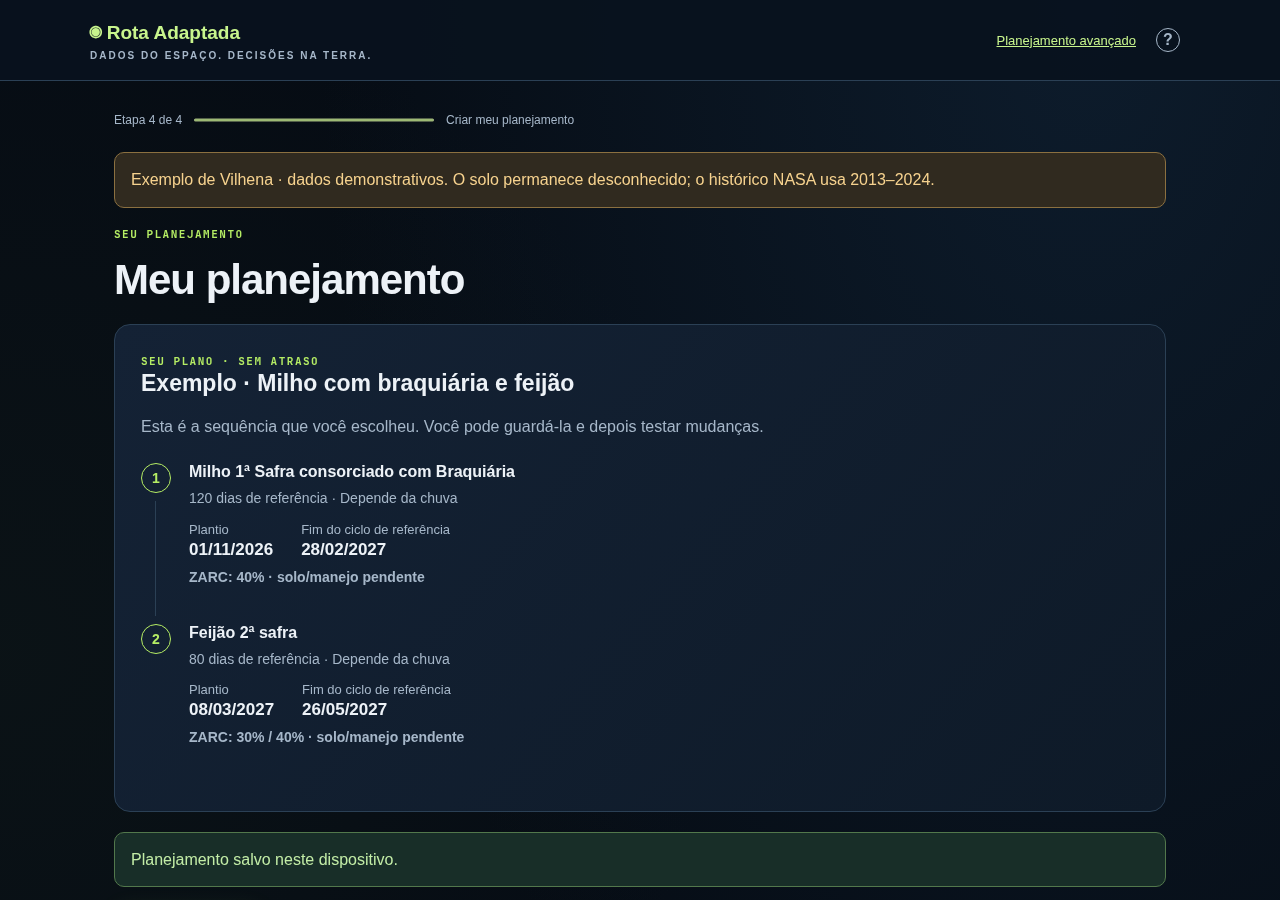 Rota Adaptada
DADOS DO ESPAÇO. DECISÕES NA TERRA.
Planejamento avançado
?
Etapa 4 de 4
Criar meu planejamento
Exemplo de Vilhena · dados demonstrativos. O solo permanece desconhecido; o histórico NASA usa 2013–2024.
SEU PLANEJAMENTO
Meu planejamento
SEU PLANO · SEM ATRASO
Exemplo · Milho com braquiária e feijão
Esta é a sequência que você escolheu. Você pode guardá-la e depois testar mudanças.
1
Milho 1ª Safra consorciado com Braquiária
120 dias de referência · Depende da chuva
Plantio
Fim do ciclo de referência
01/11/2026
28/02/2027
ZARC: 40% · solo/manejo pendente
2
Feijão 2ª safra
80 dias de referência · Depende da chuva
Plantio
Fim do ciclo de referência
08/03/2027
26/05/2027
ZARC: 30% / 40% · solo/manejo pendente
Planejamento salvo neste dispositivo.